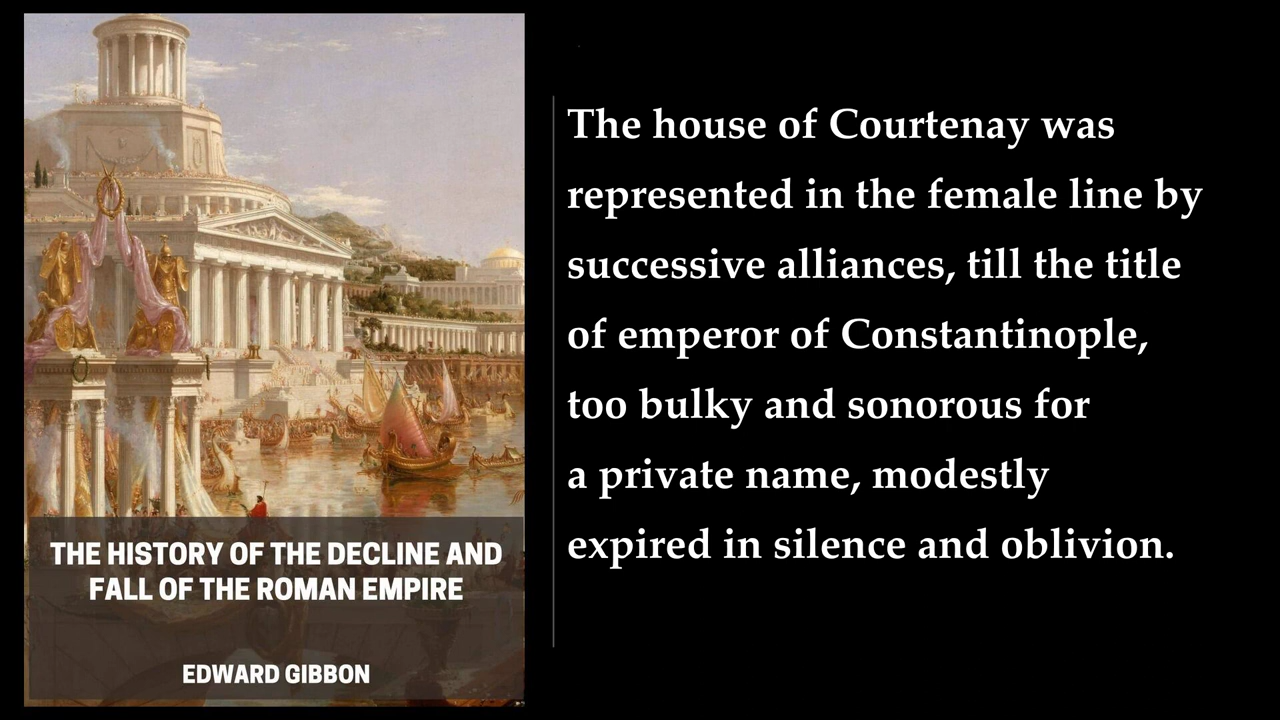 THE HISTORY OF THE DECLINE AND
FALL OF THE ROMAN EMPIRE
EDWARD GIBBON
The house of Courtenay was
represented in the female line by
successive alliances, till the title
of emperor of Constantinople,
too bulky and sonorous for
a private name, modestly
expired in silence and oblivion.